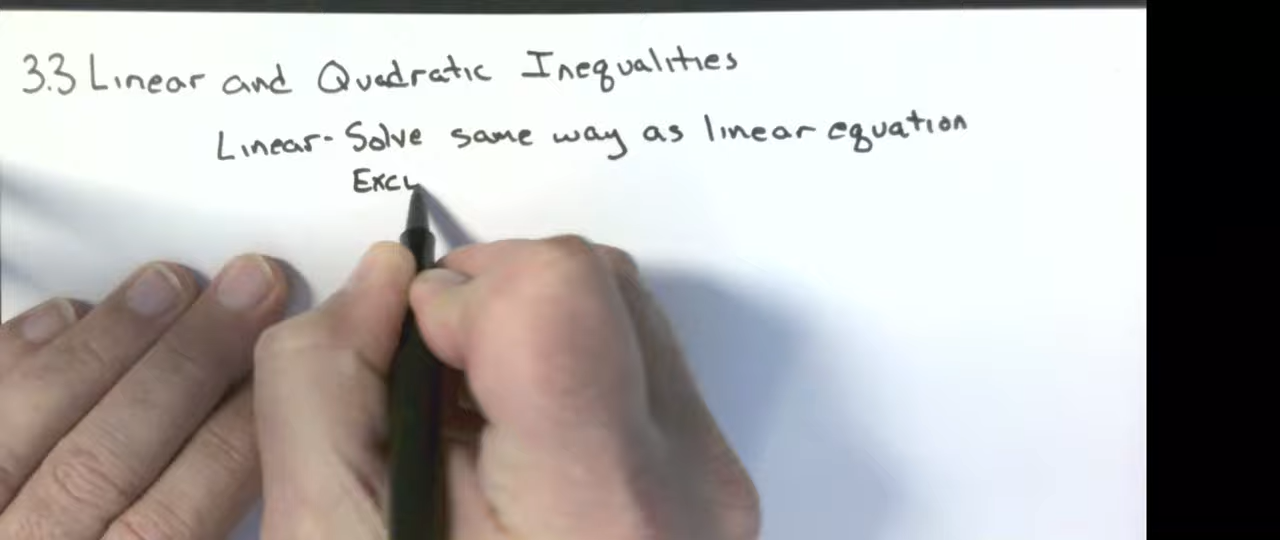 3.3 Linear and Quadratic Inequalities
Linear- Solve same way as linear equation